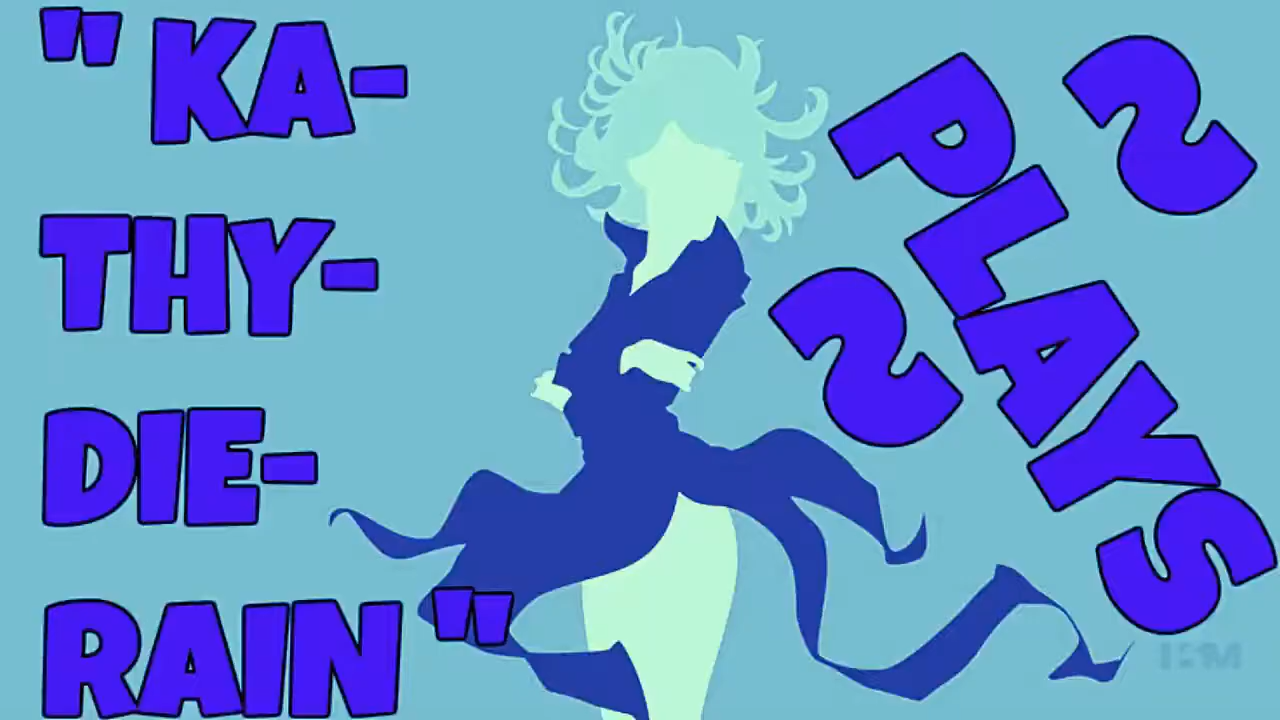 "KA-
THY-
DIE-
RAIN"
PLAYS